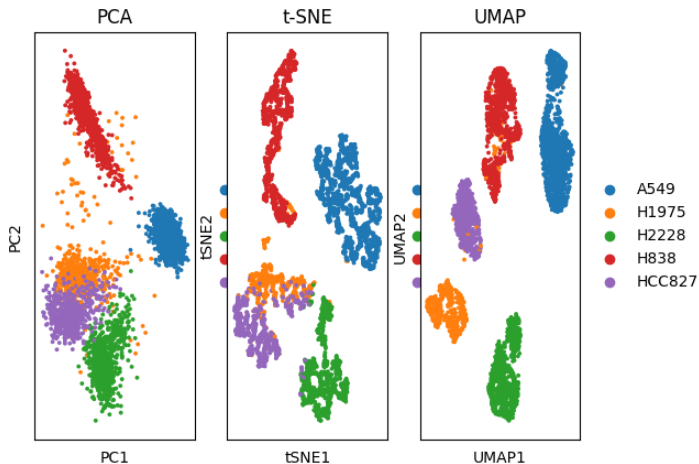 PCA
t-SNE
UMAP
PC2
tSNE2
UMAP2
A549
H1975
H2228
H838
HCC827
PC1
tSNE1
UMAP1